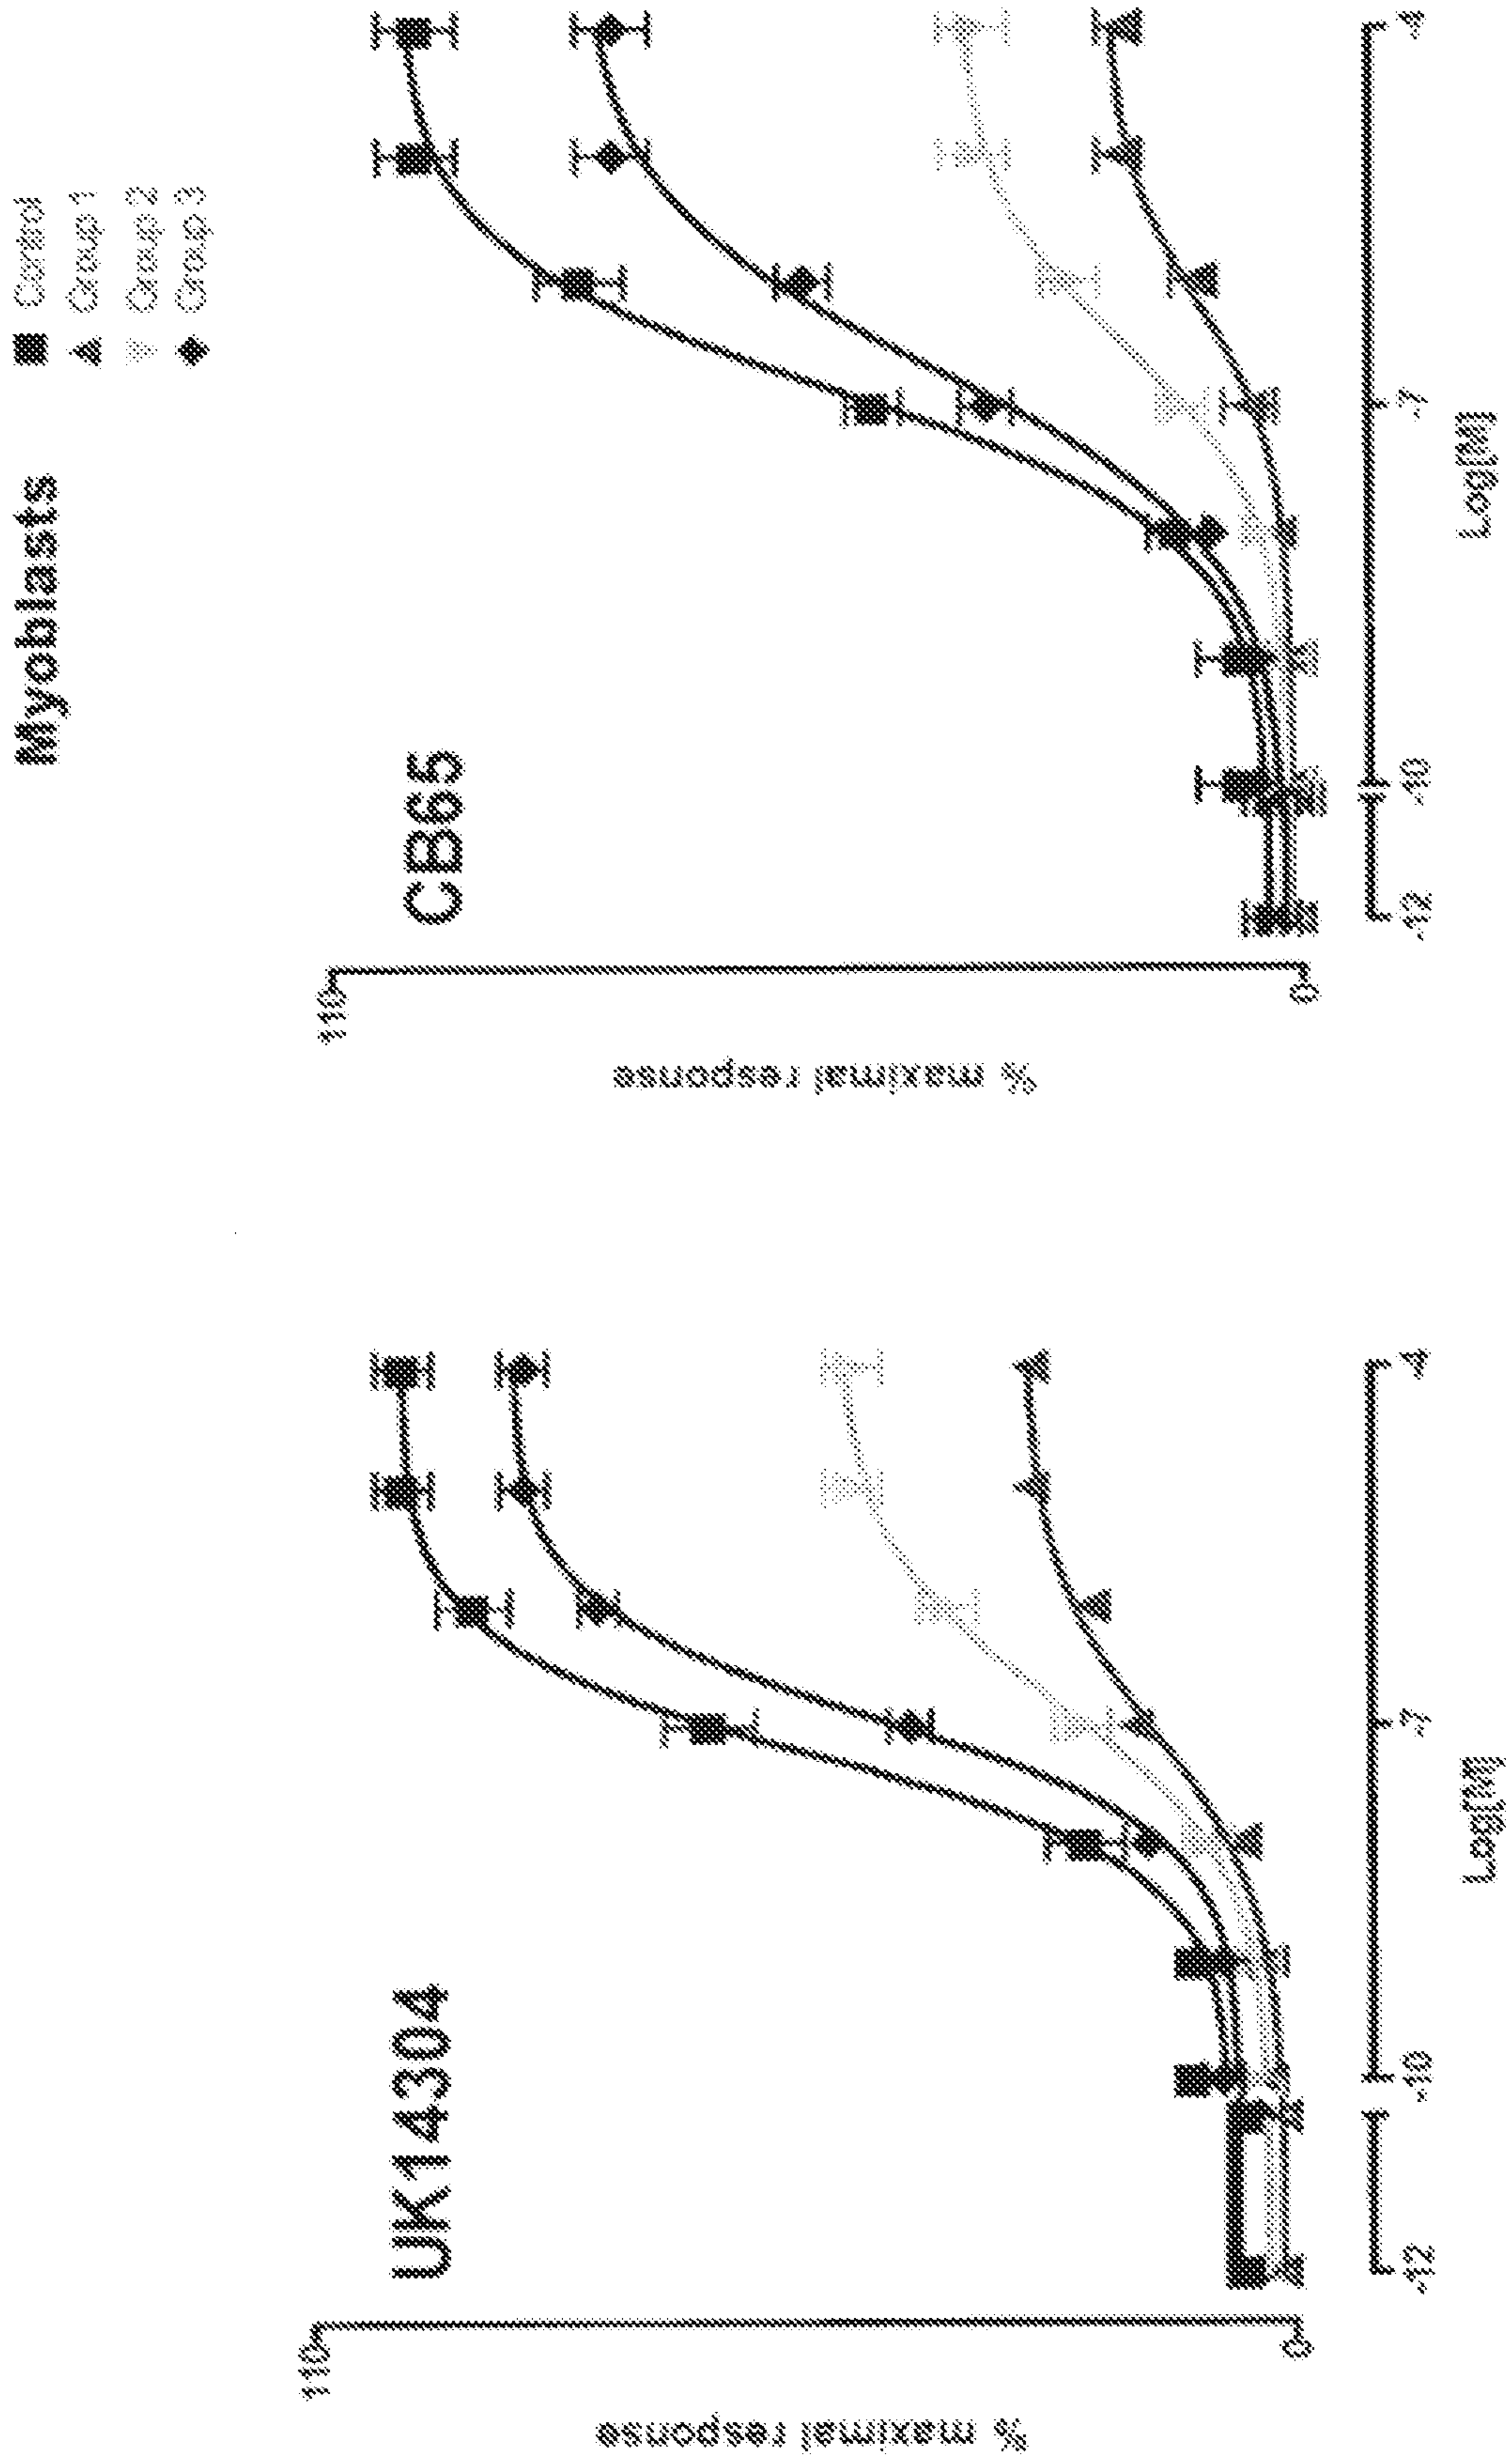 Myoblasts
Control
Group 1
Group 2
Group 3
UK14304
% maximal response
110
0
-12
-10
-7
-4
Log[M]
CB65
% maximal response
110
0
-12
-10
-7
-4
Log[M]